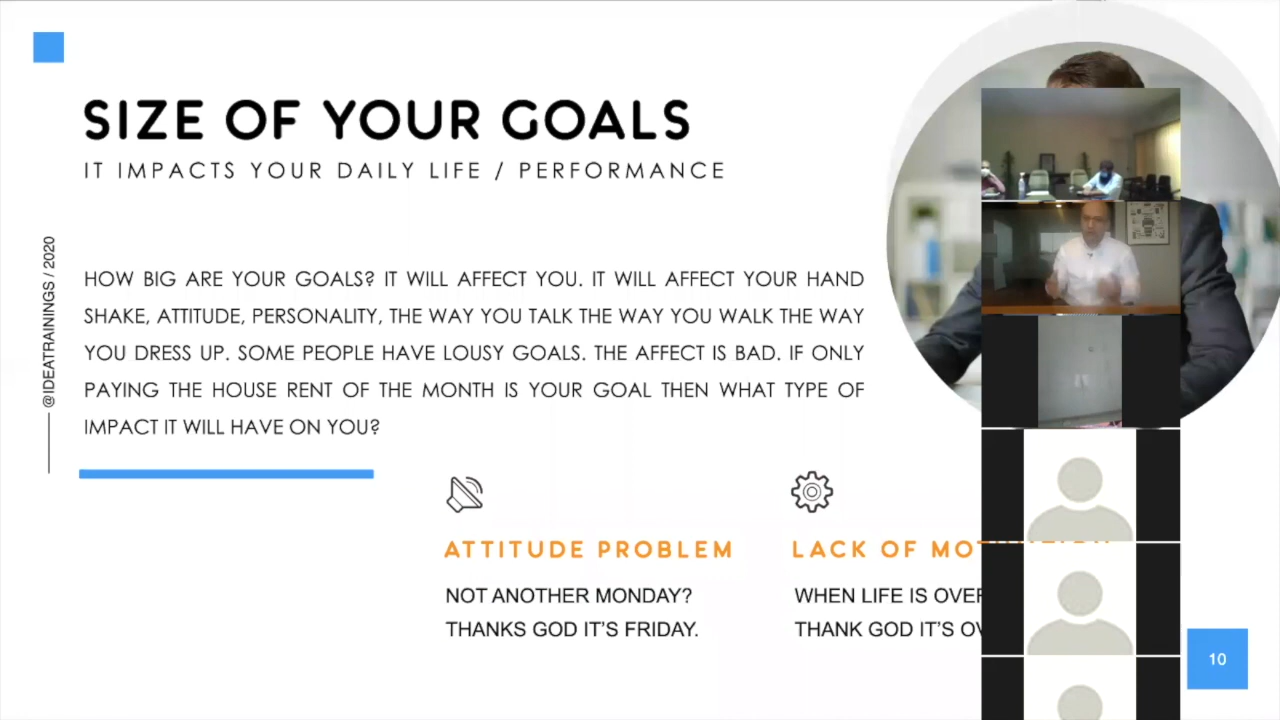 SIZE OF YOUR GOALS
IT IMPACTS YOUR DAILY LIFE / PERFORMANCE
@IDEATRAININGS / 2020
HOW BIG ARE YOUR GOALS? IT WILL AFFECT YOU. IT WILL AFFECT YOUR HAND
SHAKE, ATTITUDE, PERSONALITY, THE WAY YOU TALK THE WAY YOU WALK THE WAY
YOU DRESS UP. SOME PEOPLE HAVE LOUSY GOALS. THE AFFECT IS BAD. IF ONLY
PAYING THE HOUSE RENT OF THE MONTH IS YOUR GOAL THEN WHAT TYPE OF
IMPACT IT WILL HAVE ON YOU?
ATTITUDE PROBLEM
NOT ANOTHER MONDAY?
THANKS GOD IT'S FRIDAY.
LACK OF
WHEN LIFE IS
THANK GOD IT'S
10